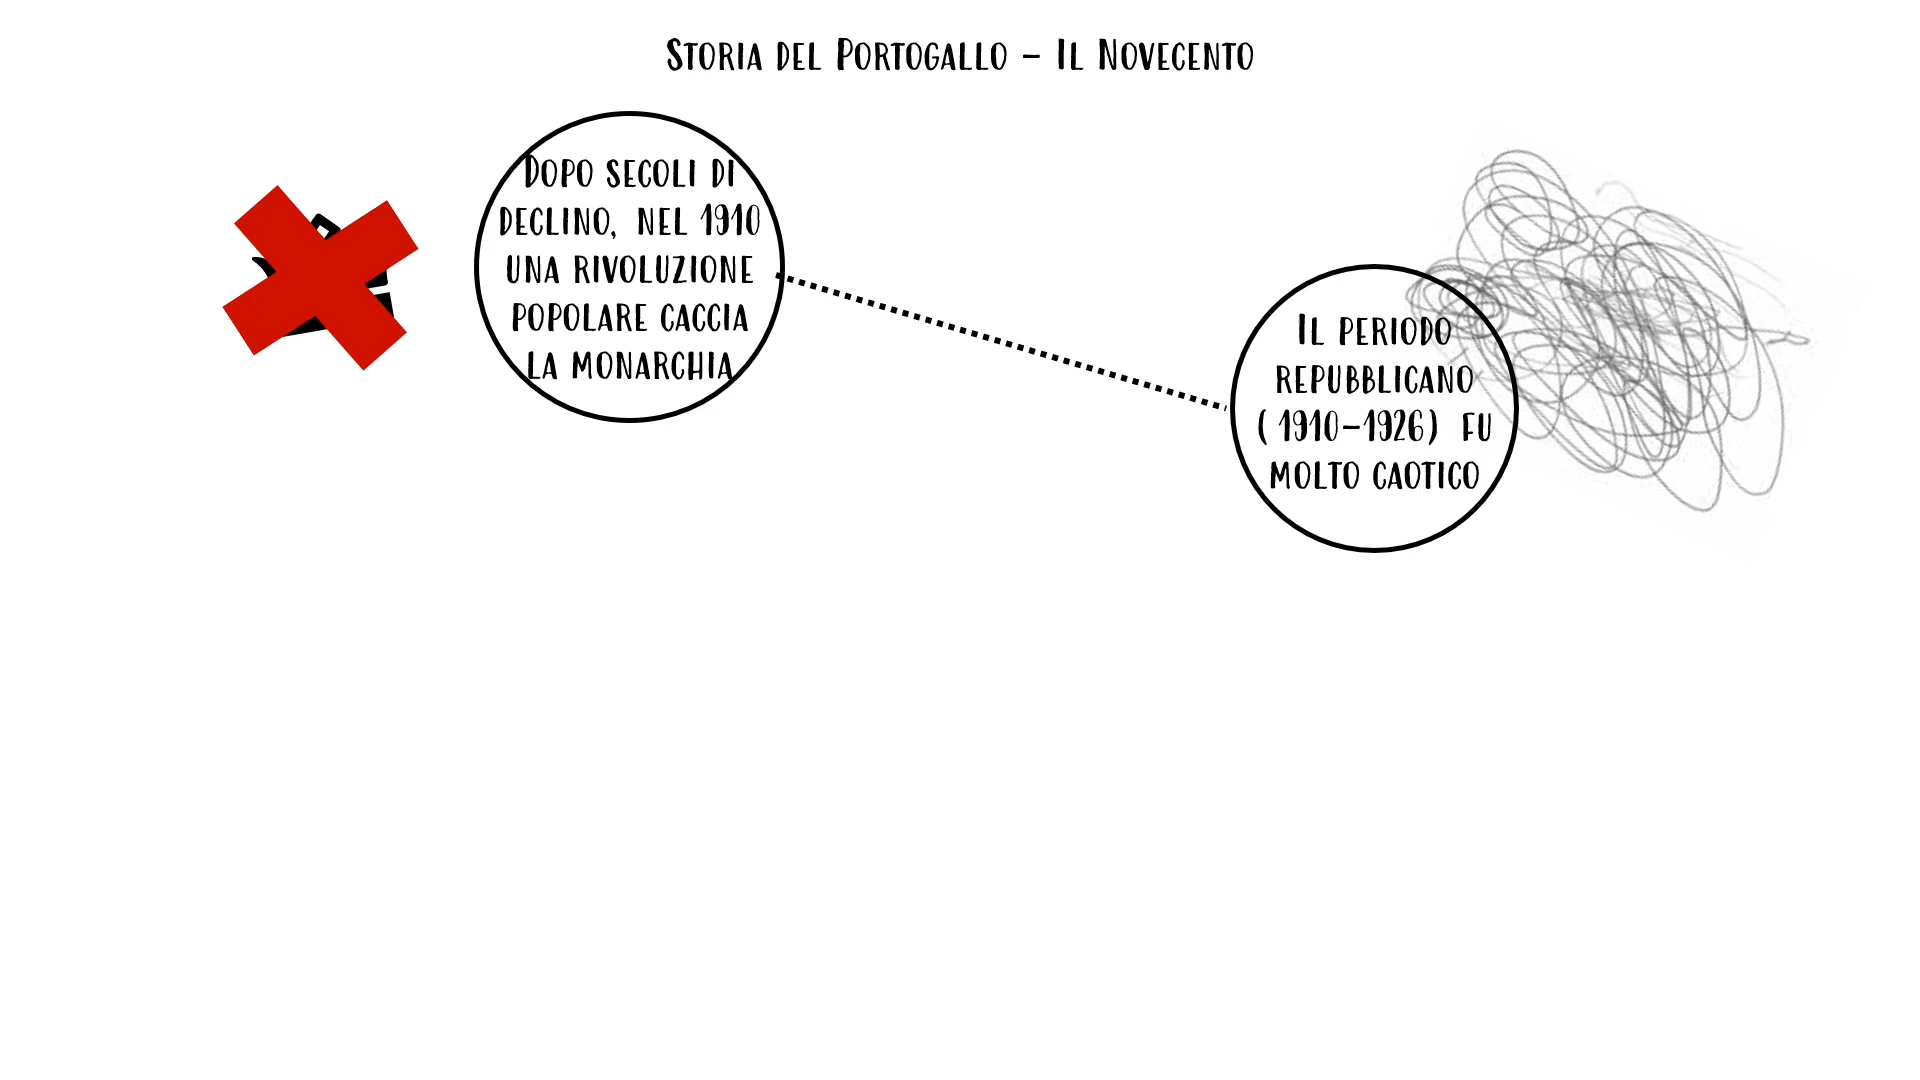 Storia del Portogallo - Il Novecento
Dopo secoli di
declino, nel 1910
una rivoluzione
popolare caccia
la monarchia
Il periodo
repubblicano
(1910-1926) fu
molto caotico